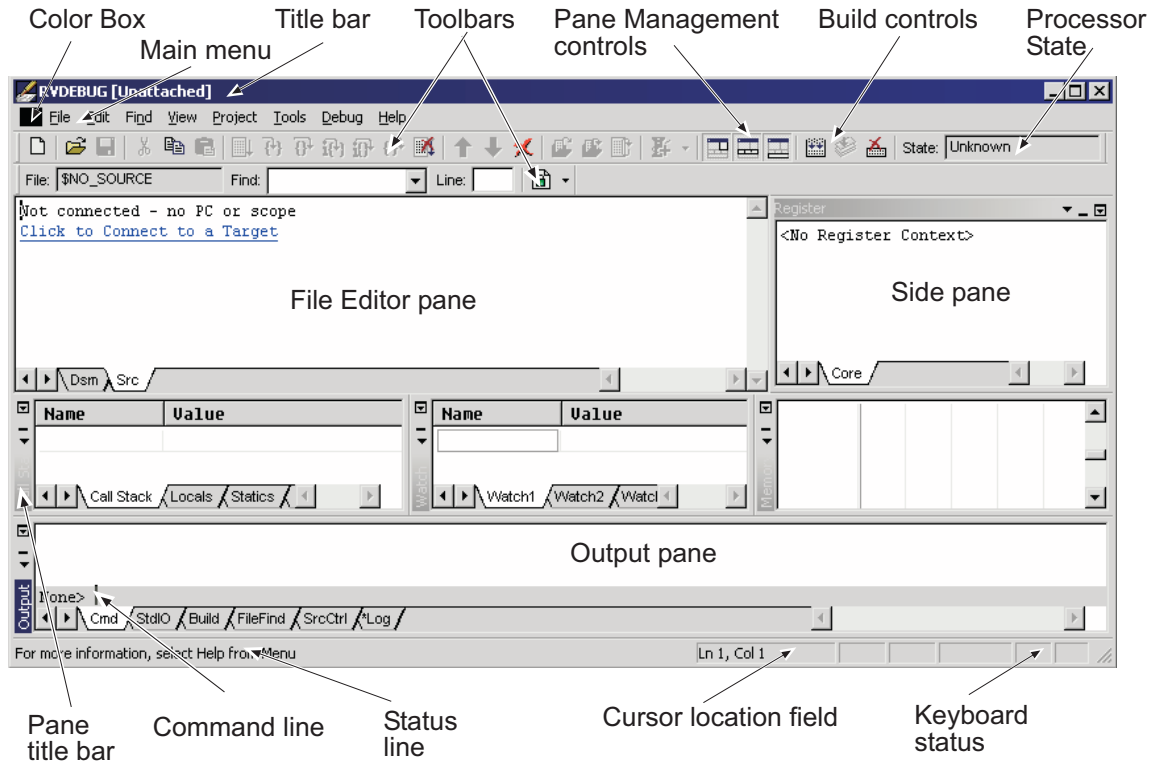 Color Box
Title bar
Toolbars
Pane Management
controls
Build controls
Processor
State
Main menu
RVDEBUG [Unattached]
File Edit Find View Project Tools Debug Help
State: Unknown
File: $NO_SOURCE Find: Line:
Not connected - no PC or scope
Click to Connect to a Target
File Editor pane
Dsm Src
Register
<No Register Context>
Side pane
Core
Name Value
Call Stack Locals Statics
Name Value
Watch
Watch1 Watch2 Watc
Output pane
Output
None>
Cmd StdIO Build FileFind SrcCtrl *Log
For more information, select Help from Menu
Ln 1, Col 1
Pane
title bar
Command line
Status
line
Cursor location field
Keyboard
status